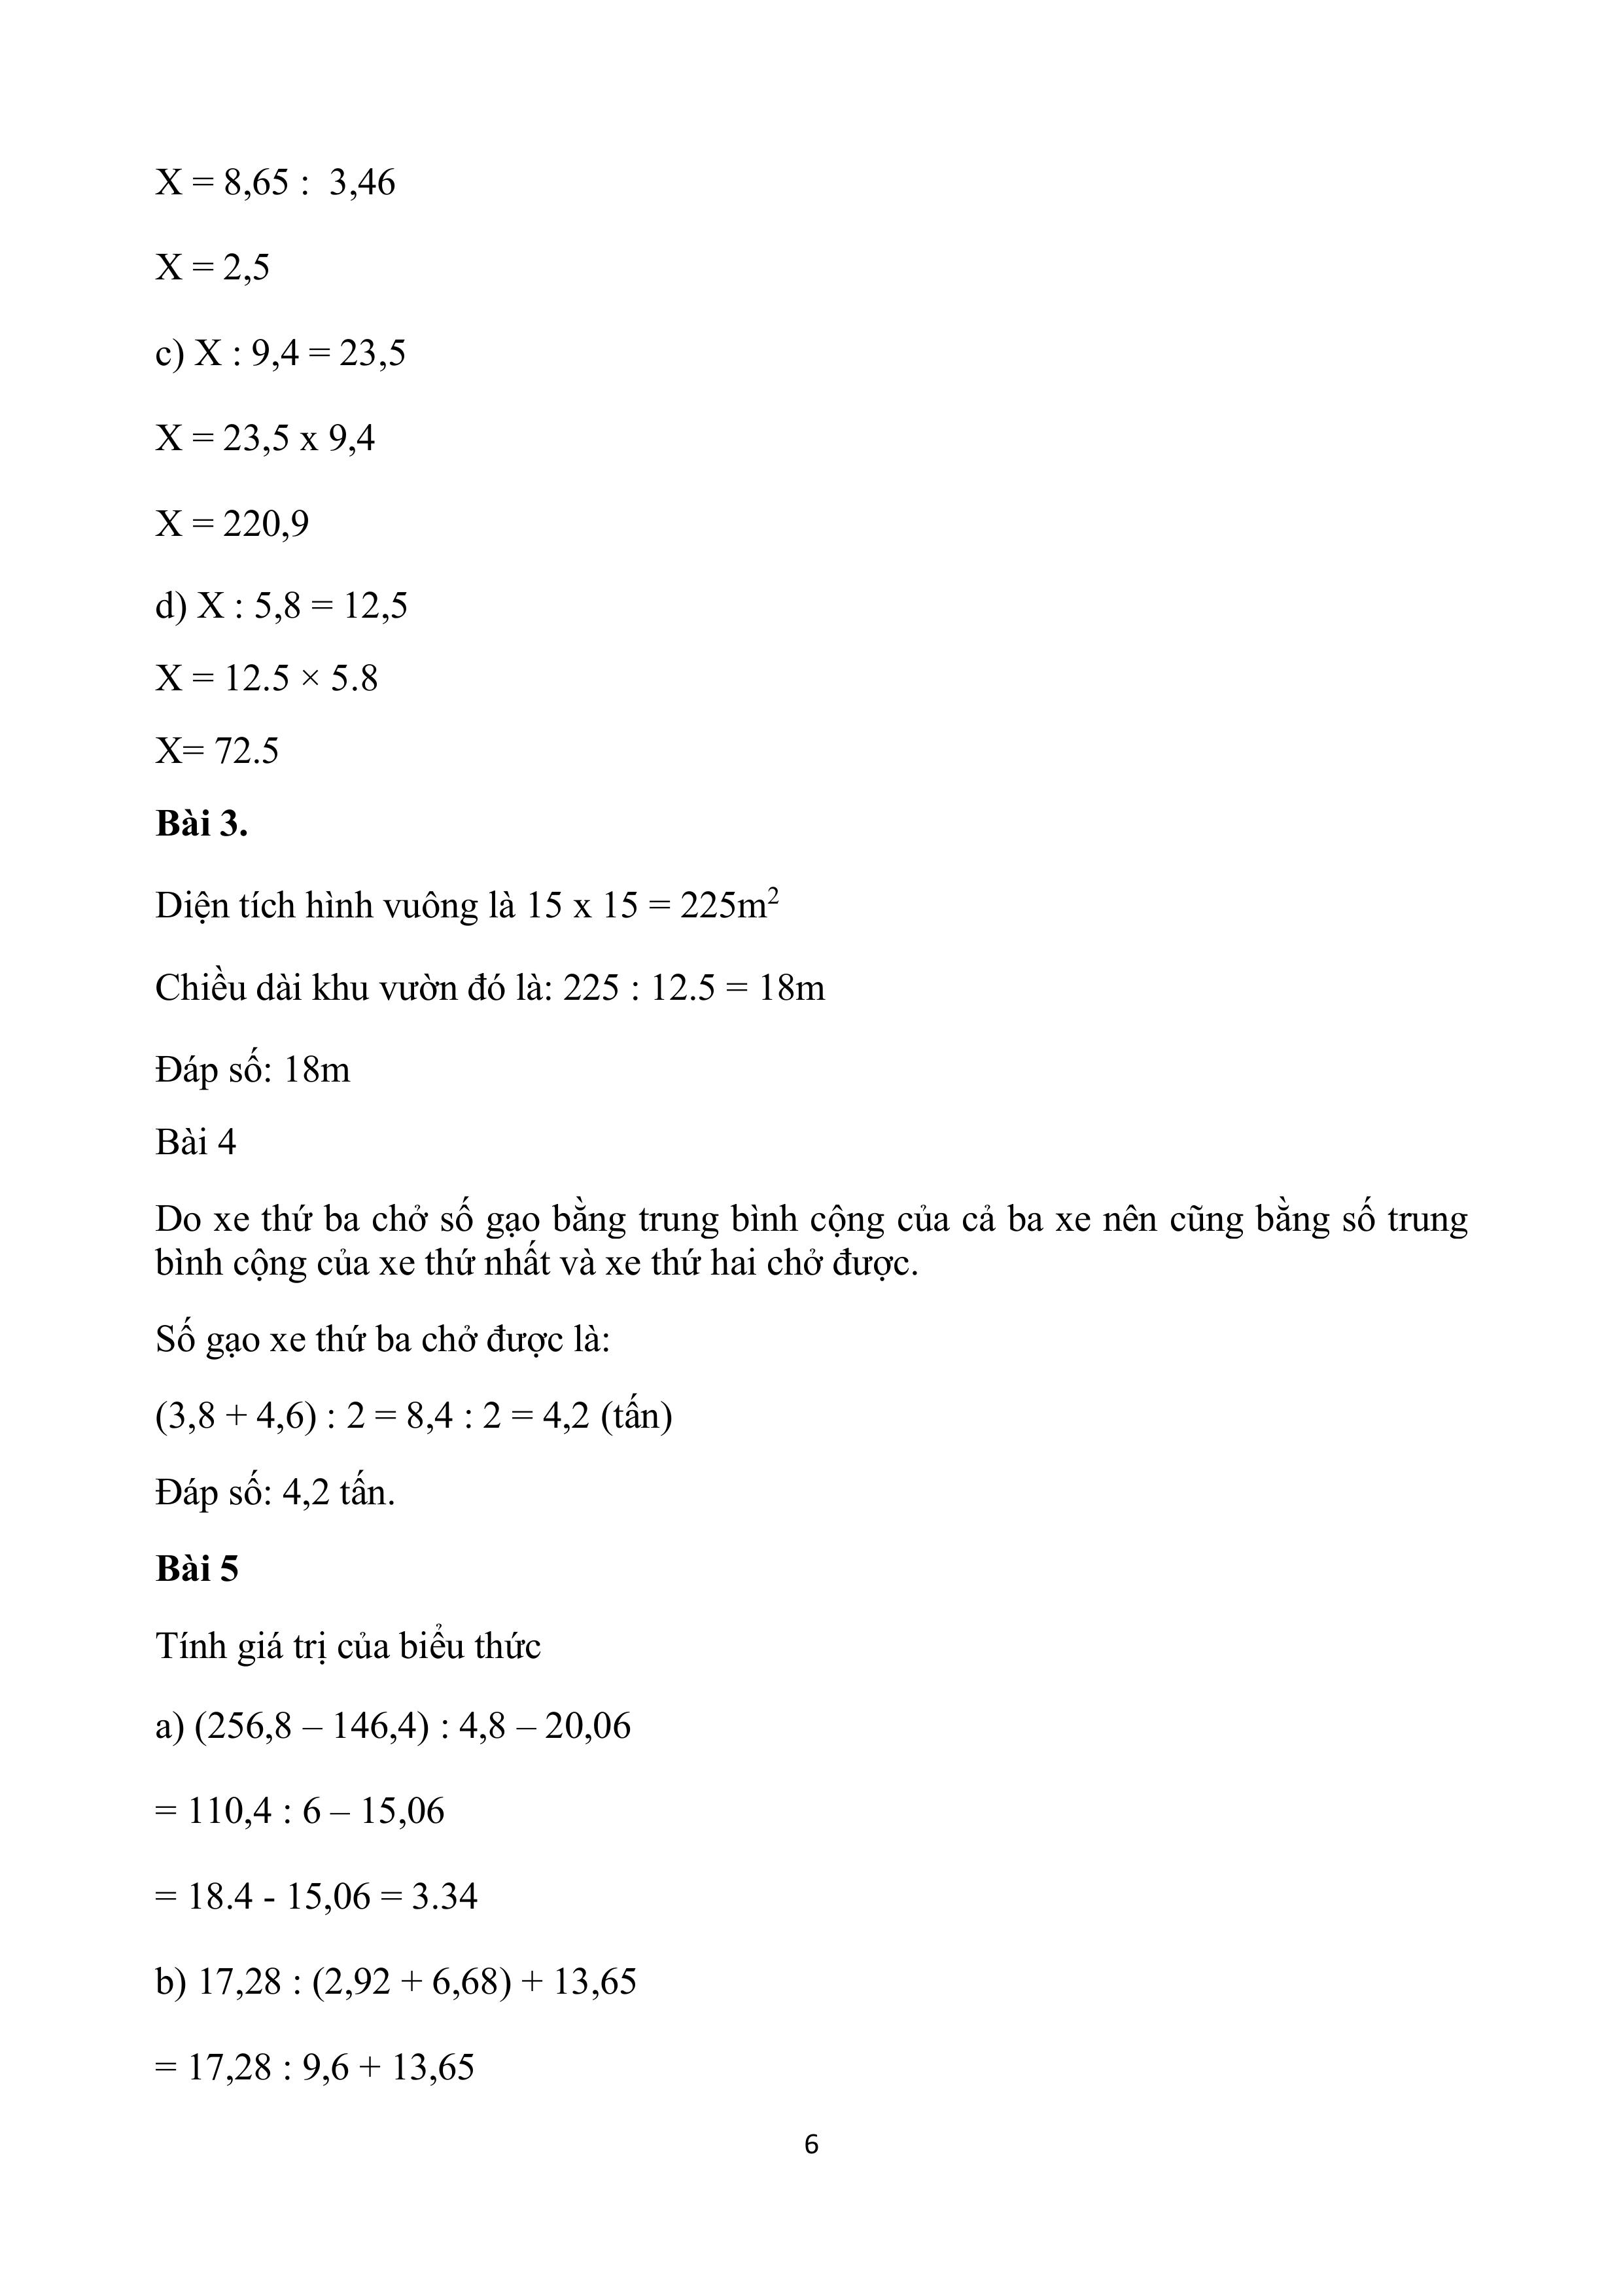 X = 8,65 :  3,46
X = 2,5
c) X : 9,4 = 23,5
X = 23,5 x 9,4
X = 220,9
d) X : 5,8 = 12,5
X = 12.5 × 5.8
X= 72.5
Bài 3.
Diện tích hình vuông là 15 x 15 = 225m²
Chiều dài khu vườn đó là: 225 : 12.5 = 18m
Đáp số: 18m
Bài 4
Do xe thứ ba chở số gạo bằng trung bình cộng của cả ba xe nên cũng bằng số trung
bình cộng của xe thứ nhất và xe thứ hai chở được.
Số gạo xe thứ ba chở được là:
(3,8 + 4,6) : 2 = 8,4 : 2 = 4,2 (tấn)
Đáp số: 4,2 tấn.
Bài 5
Tính giá trị của biểu thức
a) (256,8 – 146,4) : 4,8 – 20,06
= 110,4 : 6 – 15,06
= 18.4 - 15,06 = 3.34
b) 17,28 : (2,92 + 6,68) + 13,65
= 17,28 : 9,6 + 13,65
6